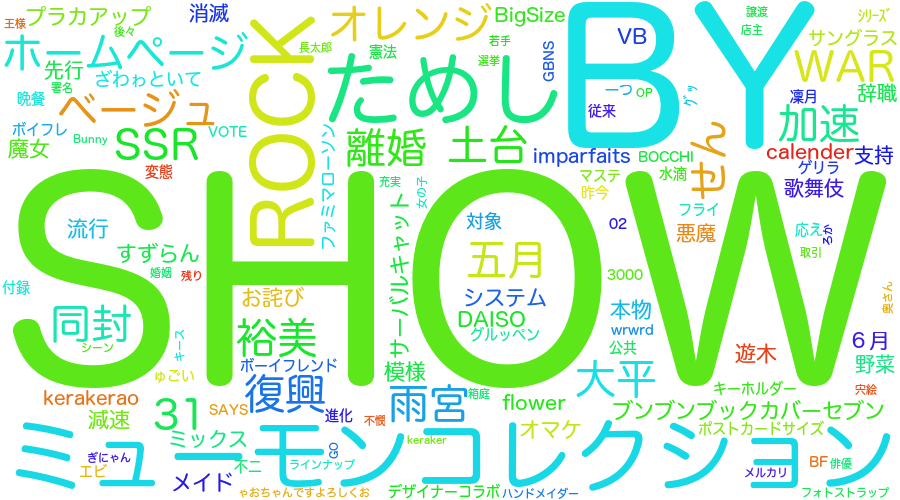 王様
プラカアップ
後々
消滅
オレンジ
BigSize
譲渡
店主
シリーズ
ホームページ
長太郎
憲法
若手
選挙
GBNS
VB
BY
サングラス
WAR
先行
署名
ざわゎといて
ROCK
ためし
一つ
OP
グッ
凜月
辞職
晩餐
ベージュ
従来
加速
ボイフレ
Bunny
VOTE
SSR
離婚
土台
imparfaits
BOCCHI
せん
calender
支持
魔女
変態
ファミマローソン
充実
女の子
マステ
昨今
水滴
ゲリラ
歌舞伎
SHOW
流行
対象
フライ
悪魔
応え
ろか
02
すずらん
婚姻
残り
サーバルキャット
五月
3000
取引
付録
お詫び
システム
本物
奥さん
同封
シーン
キース
裕美
DAISO
グルッペン
wrwrd
公共
遊木
6月
野菜
ゅごい
ボーイフレンド
模様
大平
kerakerao
復興
雨宮
箱庭
flower
キーホルダー
宍絵
減速
31
SAYS
進化
不慨
オマケ
ブンブンブックカバーセブン
ミックス
GO
keraker
ポストカードサイズ
ミューモンコレクション
ぎにゃん
エビ
メイド
不二
ラインナップ
メルカリ
BF
俳優
ゃおちゃんですよろしくお
デザイナーコラボ
ハンドメイダー
フォトストラップ